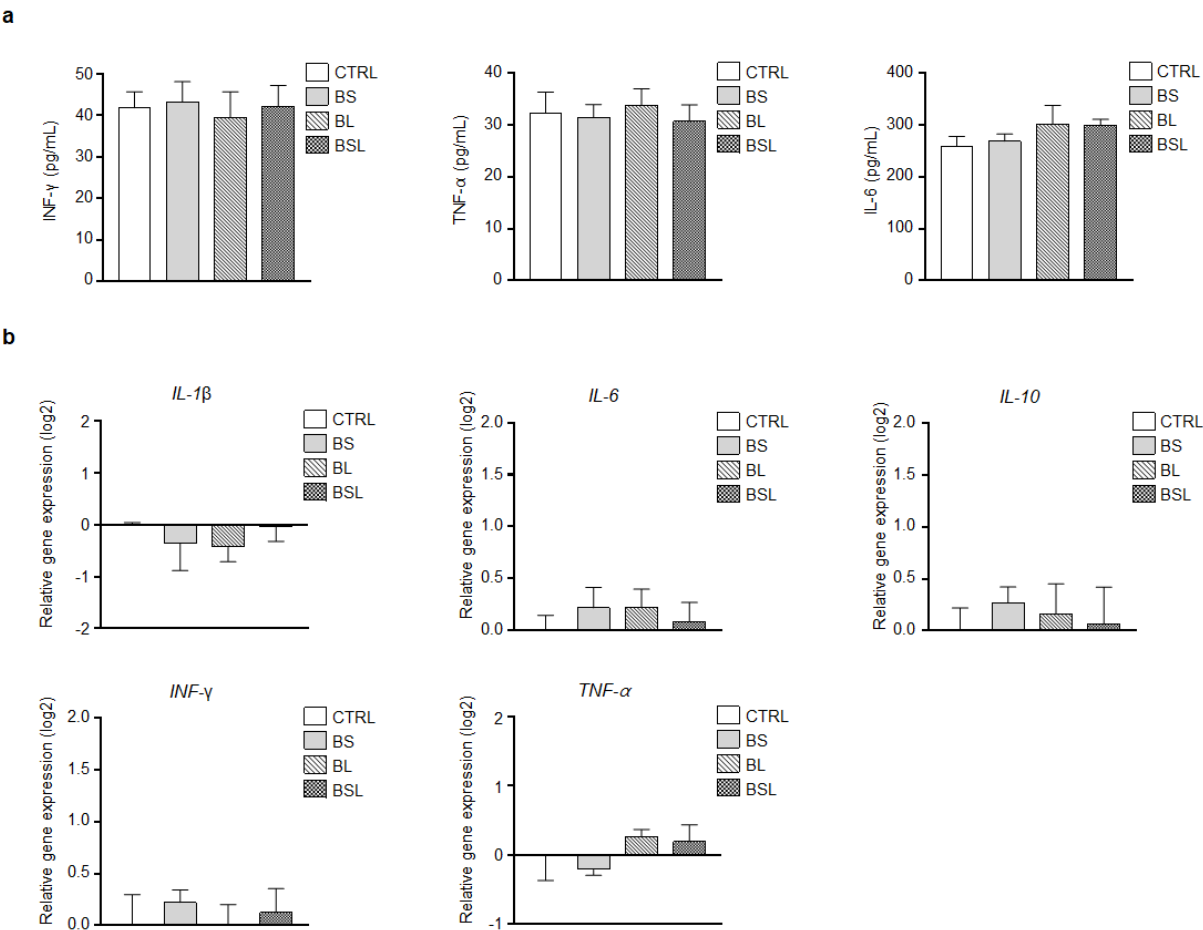 a
INF-γ (pg/mL)
50
40
30
20
10
0
CTRL
BS
BL
BSL
TNF-α (pg/mL)
40
30
20
10
0
CTRL
BS
BL
BSL
IL-6 (pg/mL)
400
300
200
100
0
CTRL
BS
BL
BSL
b
IL-1β
Relative gene expression (log2)
2
1
0
-1
-2
CTRL
BS
BL
BSL
IL-6
Relative gene expression (log2)
2.0
1.5
1.0
0.5
0.0
CTRL
BS
BL
BSL
IL-10
Relative gene expression (log2)
2.0
1.5
1.0
0.5
0.0
CTRL
BS
BL
BSL
INF-γ
Relative gene expression (log2)
2.0
1.5
1.0
0.5
0.0
CTRL
BS
BL
BSL
TNF-α
Relative gene expression (log2)
2
1
0
-1
CTRL
BS
BL
BSL